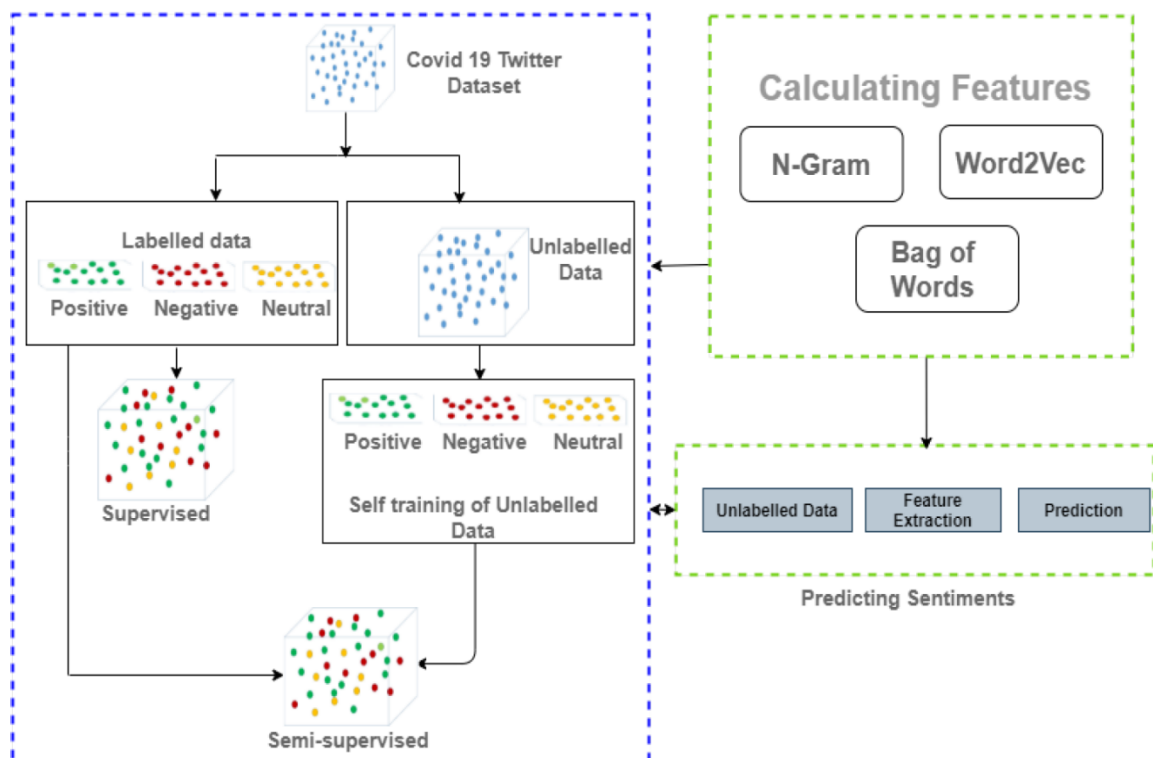 Covid 19 Twitter
Dataset
Labelled data
Positive
Negative
Neutral
Unlabelled
Data
Supervised
Positive
Negative
Neutral
Self training of Unlabelled
Data
Semi-supervised
Calculating Features
N-Gram
Word2Vec
Bag of
Words
Unlabelled Data
Feature
Extraction
Prediction
Predicting Sentiments